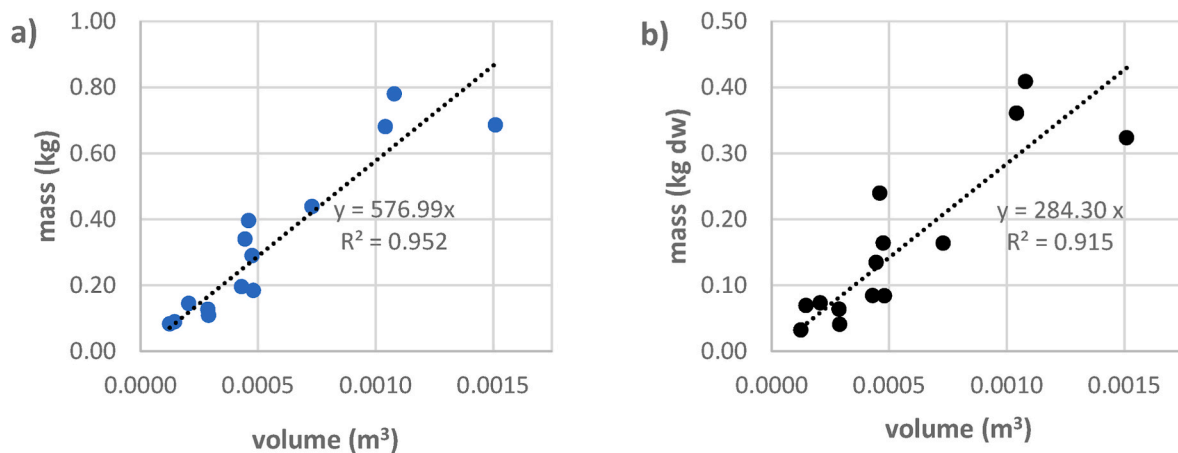 a)
1.00
0.80
0.60
0.40
0.20
0.00
mass (kg)
y = 576.99x
R² = 0.952
0.0000
0.0005
0.0010
0.0015
volume (m³)
b)
0.50
0.40
0.30
0.20
0.10
0.00
mass (kg dw)
y = 284.30 x
R² = 0.915
0.0000
0.0005
0.0010
0.0015
volume (m³)